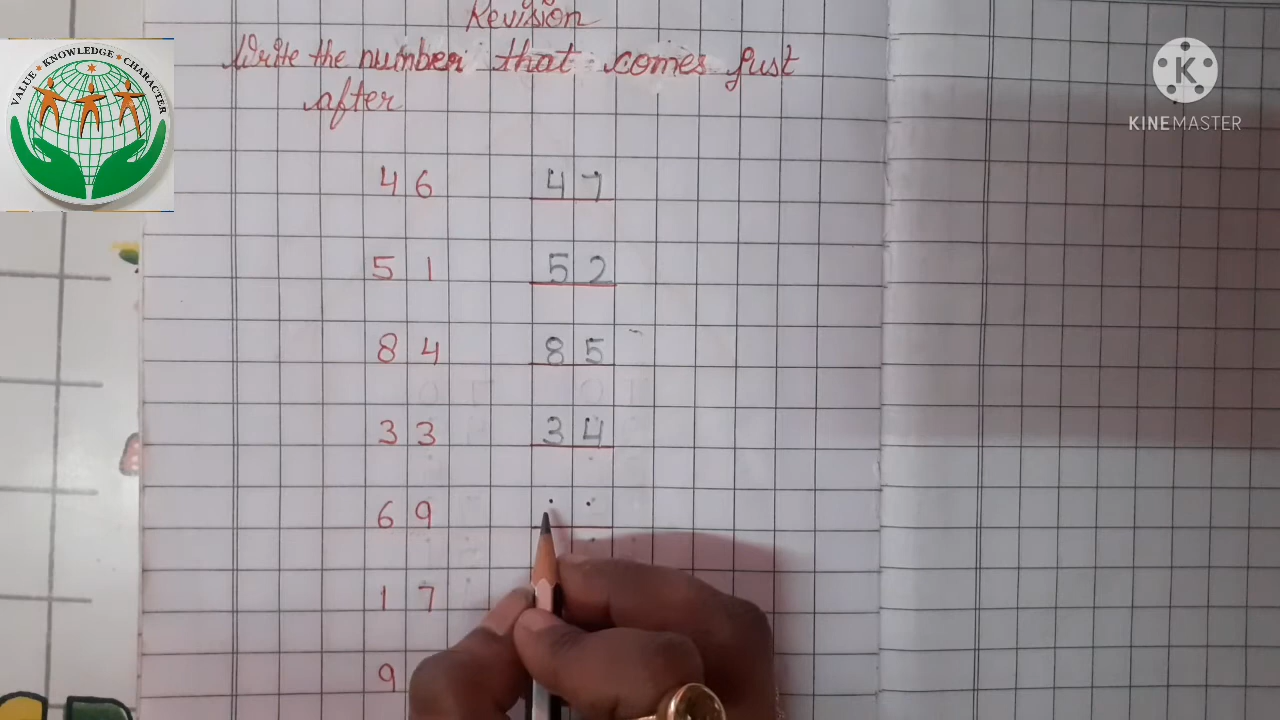 Revision
Write the number that comes just
after
VALUE * KNOWLEDGE * CHARACTER
K
KINEMASTER
46 47
51 52
84 85
33 34
69
17
9